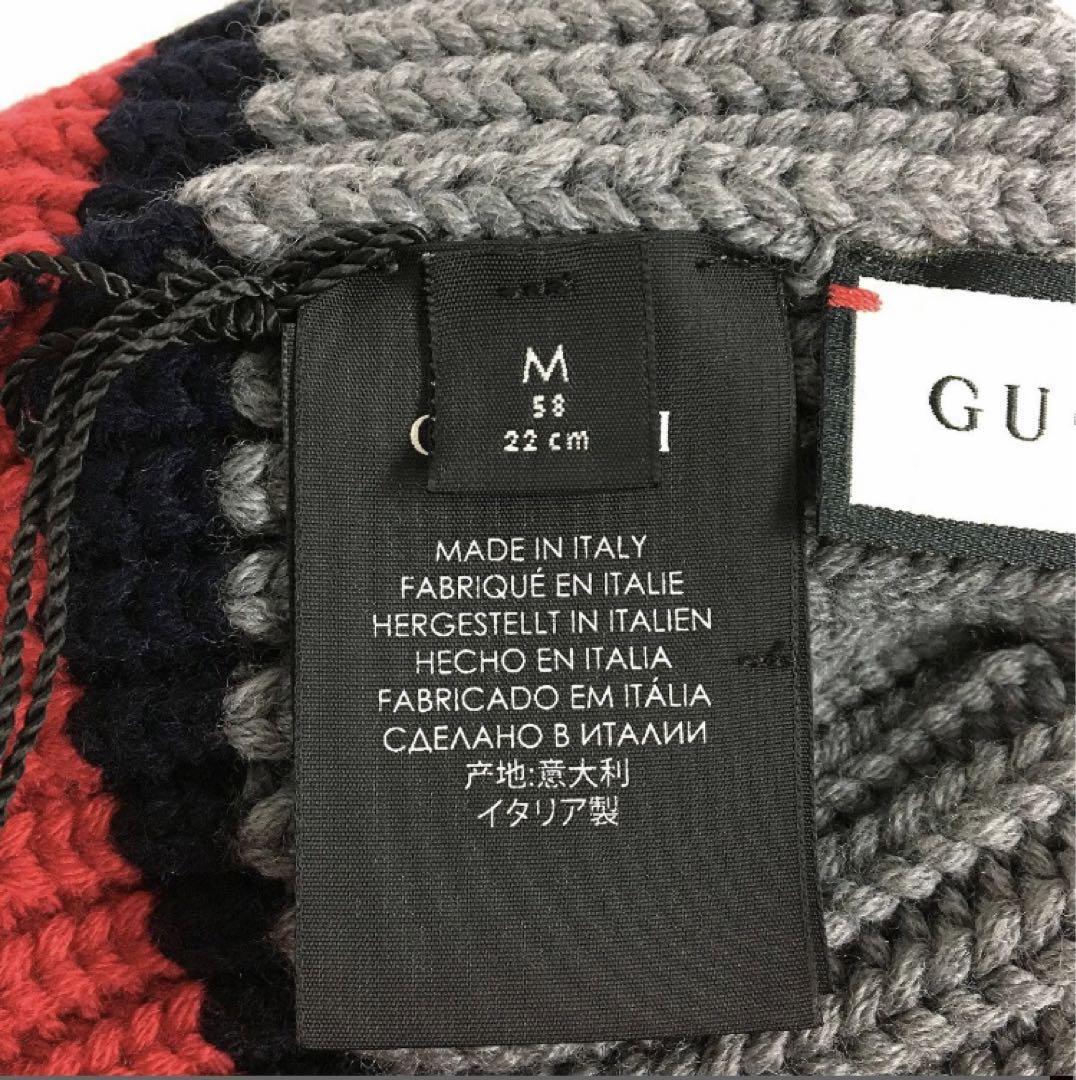 M
58
22 cm
MADE IN ITALY
FABRIQUÉ EN ITALIE
HERGESTELLT IN ITALIEN
HECHO EN ITALIA
FABRICADO EM ITÁLIA
СДЕЛАНО В ИТАЛИИ
产地:意大利
イタリア製
GU